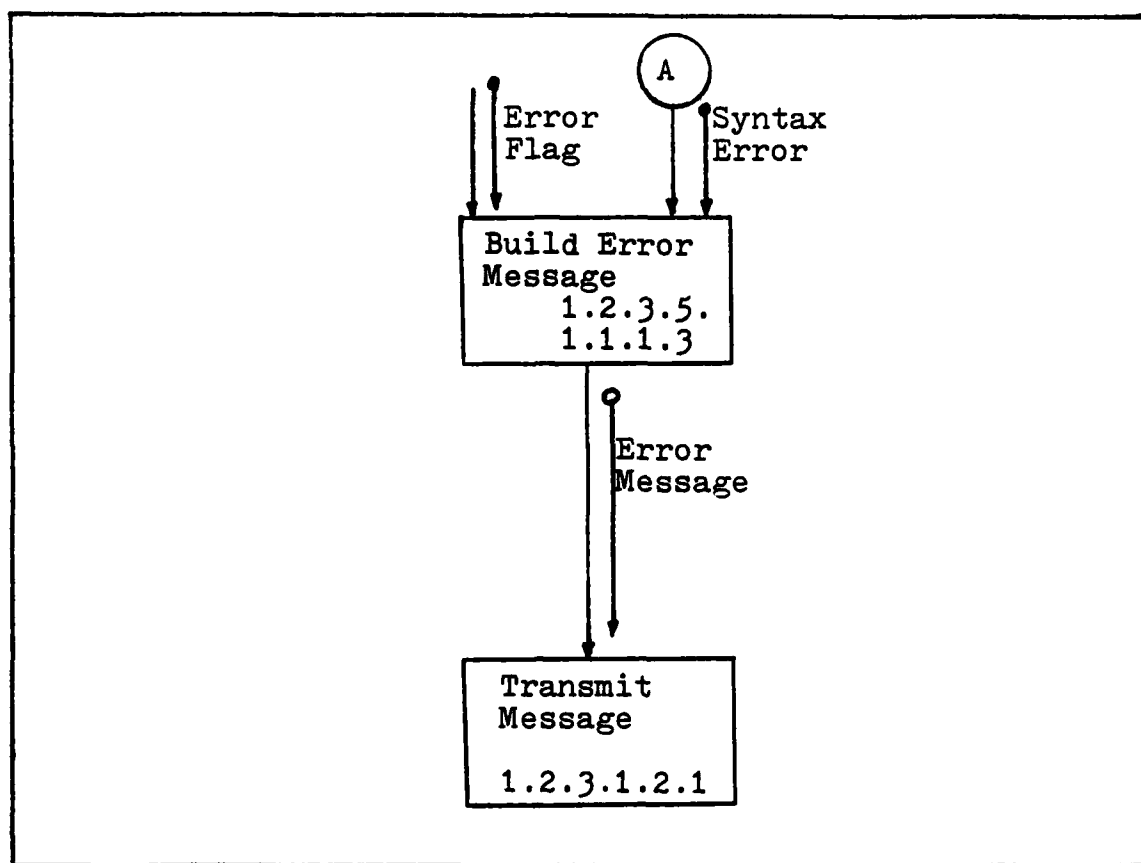 A
Error
Flag
Syntax
Error
Build Error
Message
1.2.3.5.
1.1.1.3
Error
Message
Transmit
Message
1.2.3.1.2.1